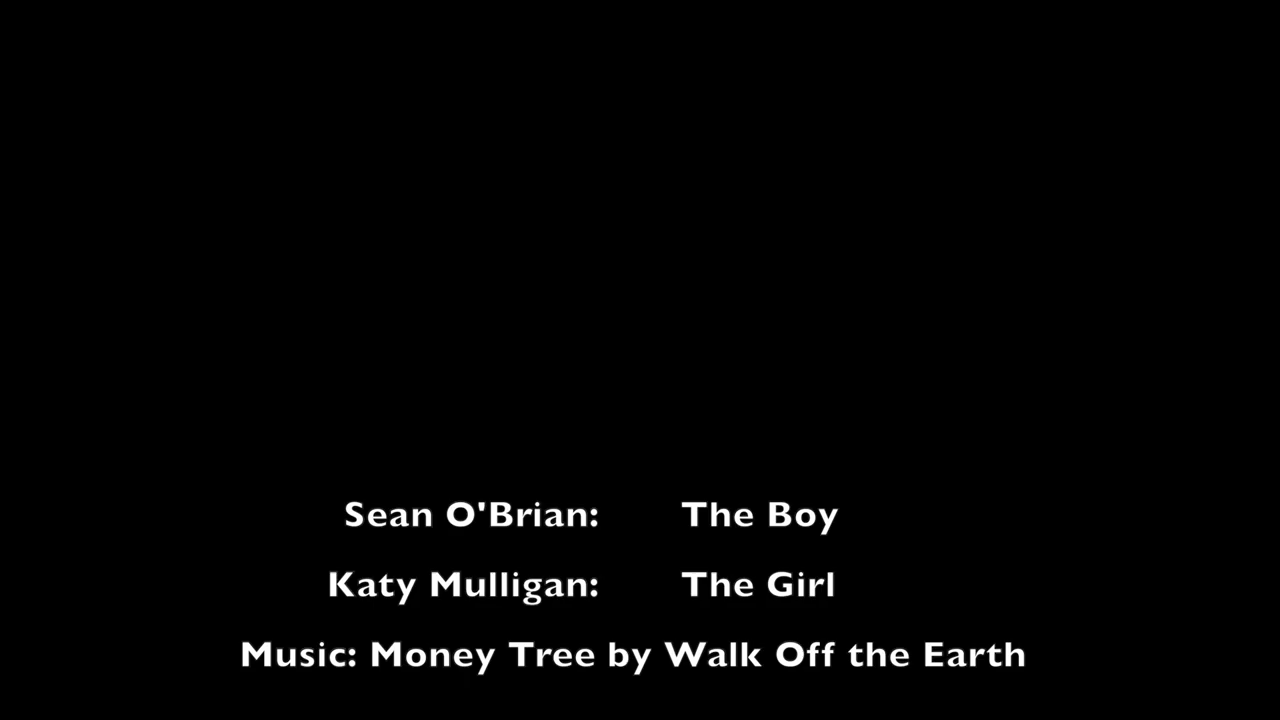 Sean O'Brian: The Boy
Katy Mulligan: The Girl
Music: Money Tree by Walk Off the Earth